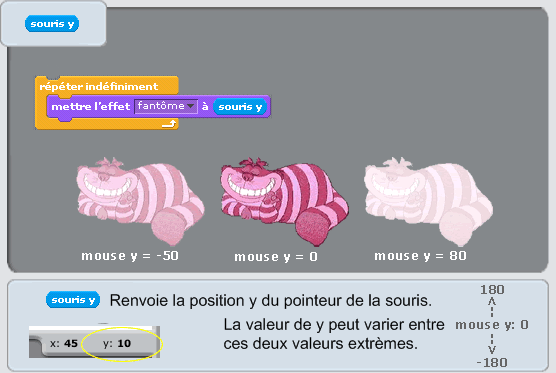 souris y
répéter indéfiniment
mettre l'effet fantôme à souris y
mouse y = -50
mouse y = 0
mouse y = 80
souris y Renvoie la position y du pointeur de la souris.
x: 45 y: 10
La valeur de y peut varier entre
ces deux valeurs extrèmes.
180
mouse y: 0
-180